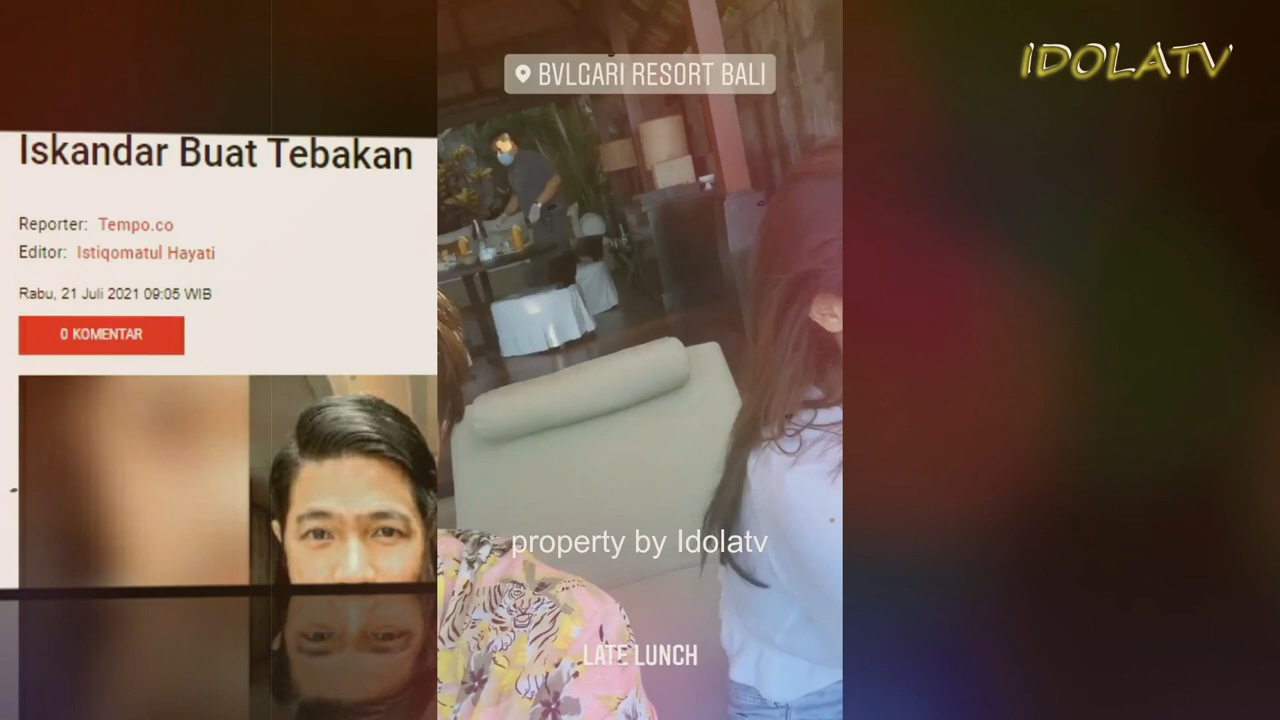 Iskandar Buat Tebakan
Reporter: Tempo.co
Editor: Istiqomatul Hayati
Rabu, 21 Juli 2021 09:05 WIB
0 KOMENTAR
BVLGARI RESORT BALI
property by Idolatv
LATE LUNCH
IDOLATV